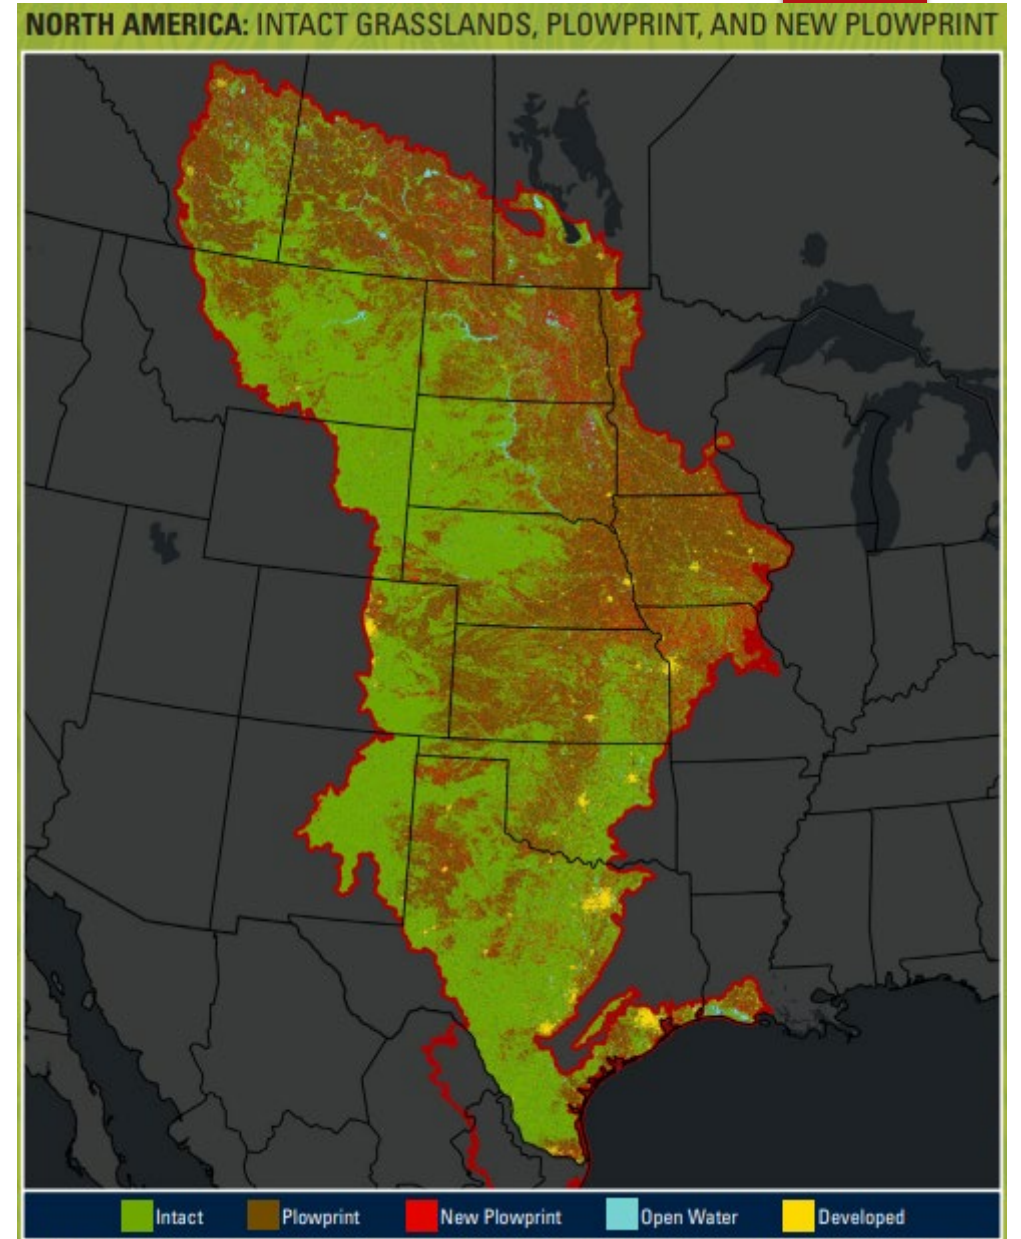 NORTH AMERICA: INTACT GRASSLANDS, PLOWPRINT, AND NEW PLOWPRINT
Intact Plowprint New Plowprint Open Water Developed